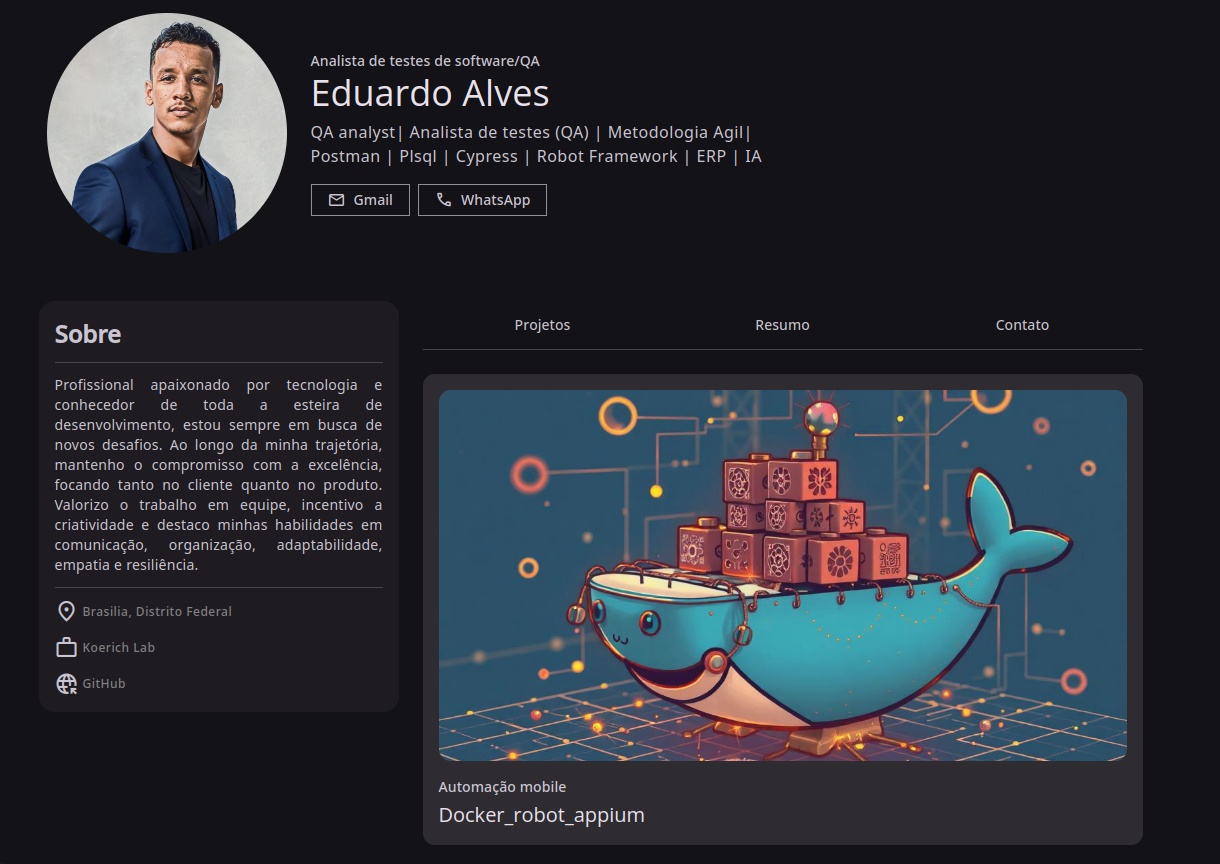 Analista de testes de software/QA
Eduardo Alves
QA analyst| Analista de testes (QA) | Metodologia Agil|
Postman | Plsql | Cypress | Robot Framework | ERP | IA
Gmail
WhatsApp
Sobre
Profissional apaixonado por tecnologia e
conhecedor de toda a esteira de
desenvolvimento, estou sempre em busca de
novos desafios. Ao longo da minha trajetória,
mantenho o compromisso com a excelência,
focando tanto no cliente quanto no produto.
Valorizo o trabalho em equipe, incentivo a
criatividade e destaco minhas habilidades em
comunicação, organização, adaptabilidade,
empatia e resiliência.
Brasilia, Distrito Federal
Koerich Lab
GitHub
Projetos
Resumo
Contato
Automação mobile
Docker_robot_appium